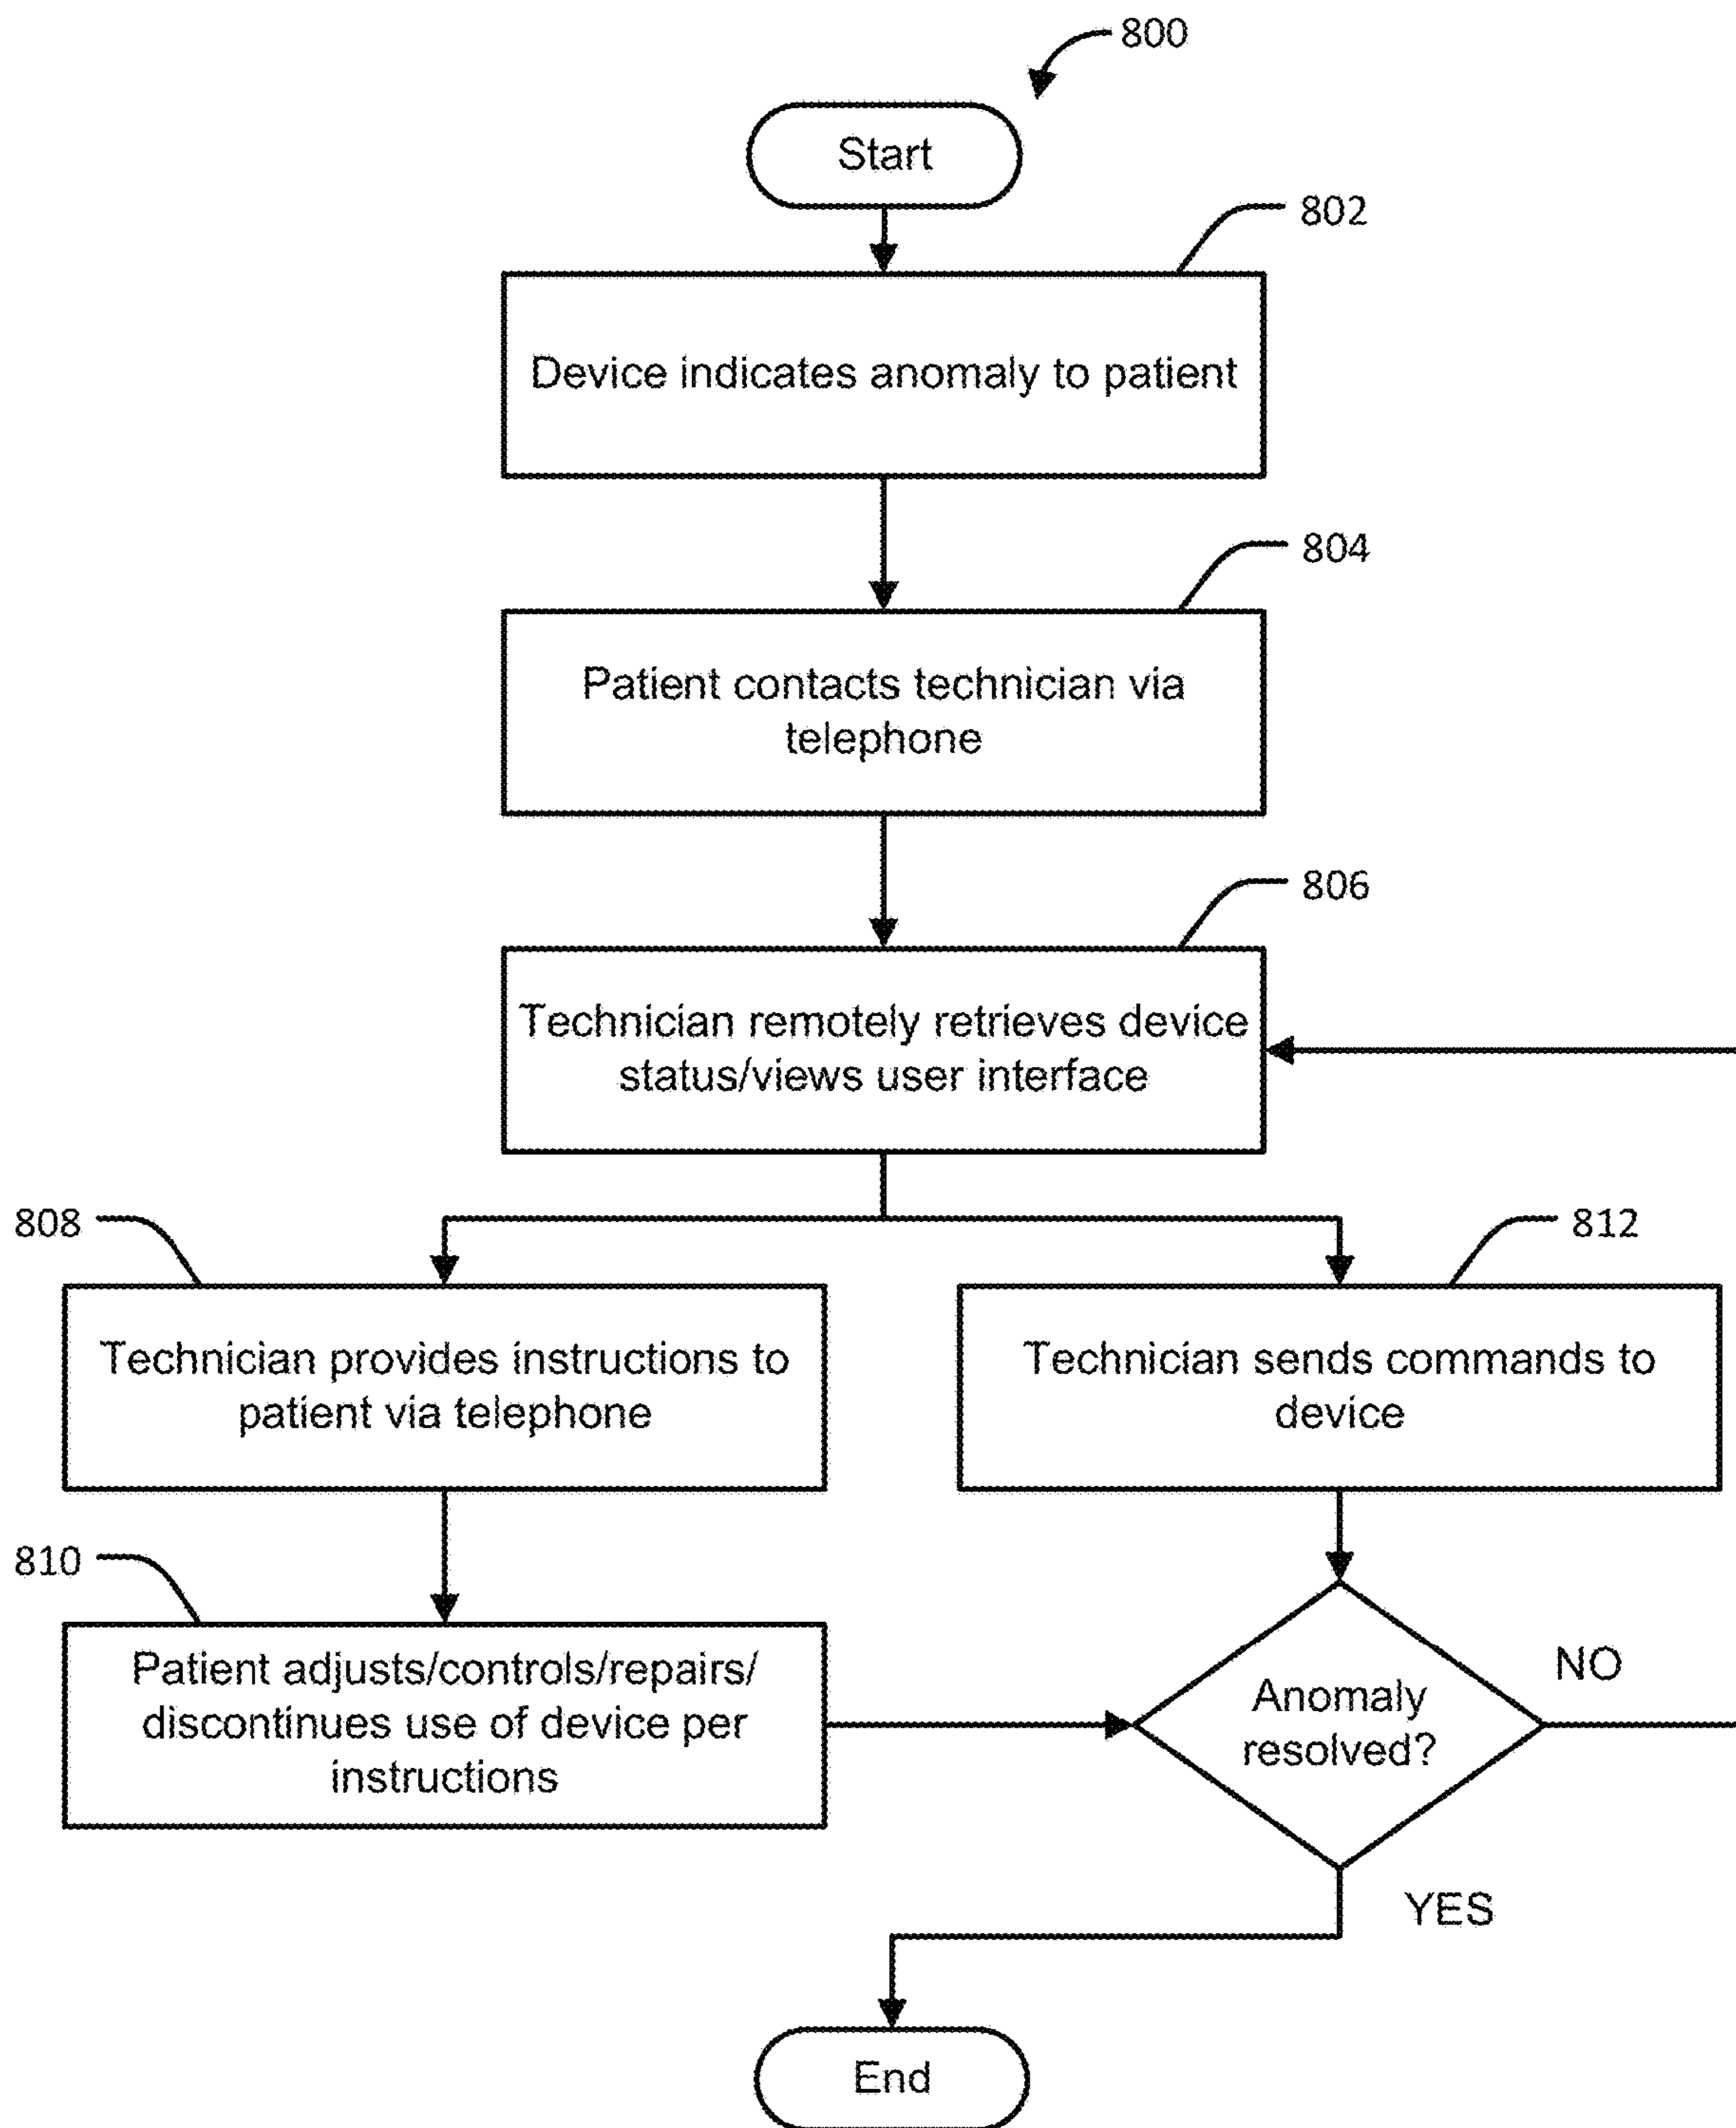 800
Start
802
Device indicates anomaly to patient
804
Patient contacts technician via
telephone
806
Technician remotely retrieves device
status/views user interface
808
812
Technician provides instructions to
patient via telephone
Technician sends commands to
device
810
Patient adjusts/controls/repairs/
discontinues use of device per
instructions
Anomaly
resolved?
NO
YES
End